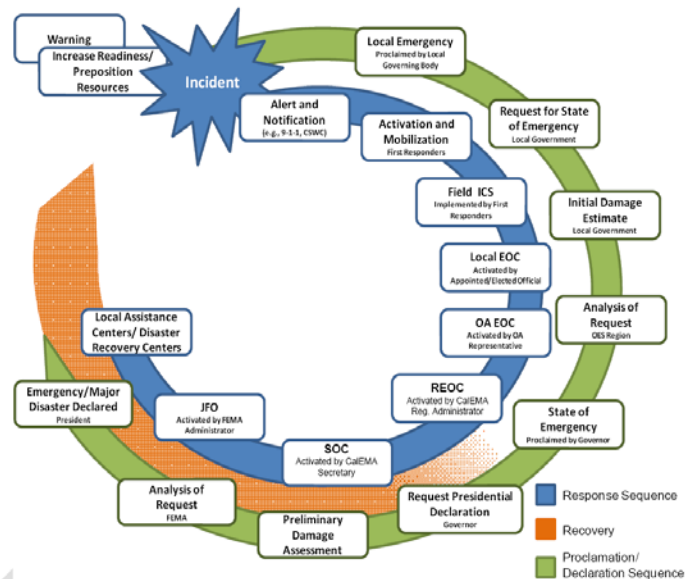 Warning
Increase Readiness/
Preposition
Resources
Incident
Alert and
Notification
(e.g., 9-1-1, CSWC)
Activation and
Mobilization
First Responders
Field ICS
Implemented by First
Responders
Local EOC
Activated by
Appointed/Elected Official
OA EOC
Activated by OA
Representative
REOC
Activated by CalEMA
Reg. Administrator
SOC
Activated by CalEMA
Secretary
JFO
Activated by FEMA
Administrator
Local Assistance
Centers/ Disaster
Recovery Centers
Local Emergency
Proclaimed by Local
Governing Body
Request for State
of Emergency
Local Government
Initial Damage
Estimate
Local Government
Analysis of
Request
OES Region
State of
Emergency
Proclaimed by Governor
Request Presidential
Declaration
Governor
Preliminary
Damage
Assessment
Analysis of
Request
FEMA
Emergency/Major
Disaster Declared
President
Response Sequence
Recovery
Proclamation/
Declaration Sequence